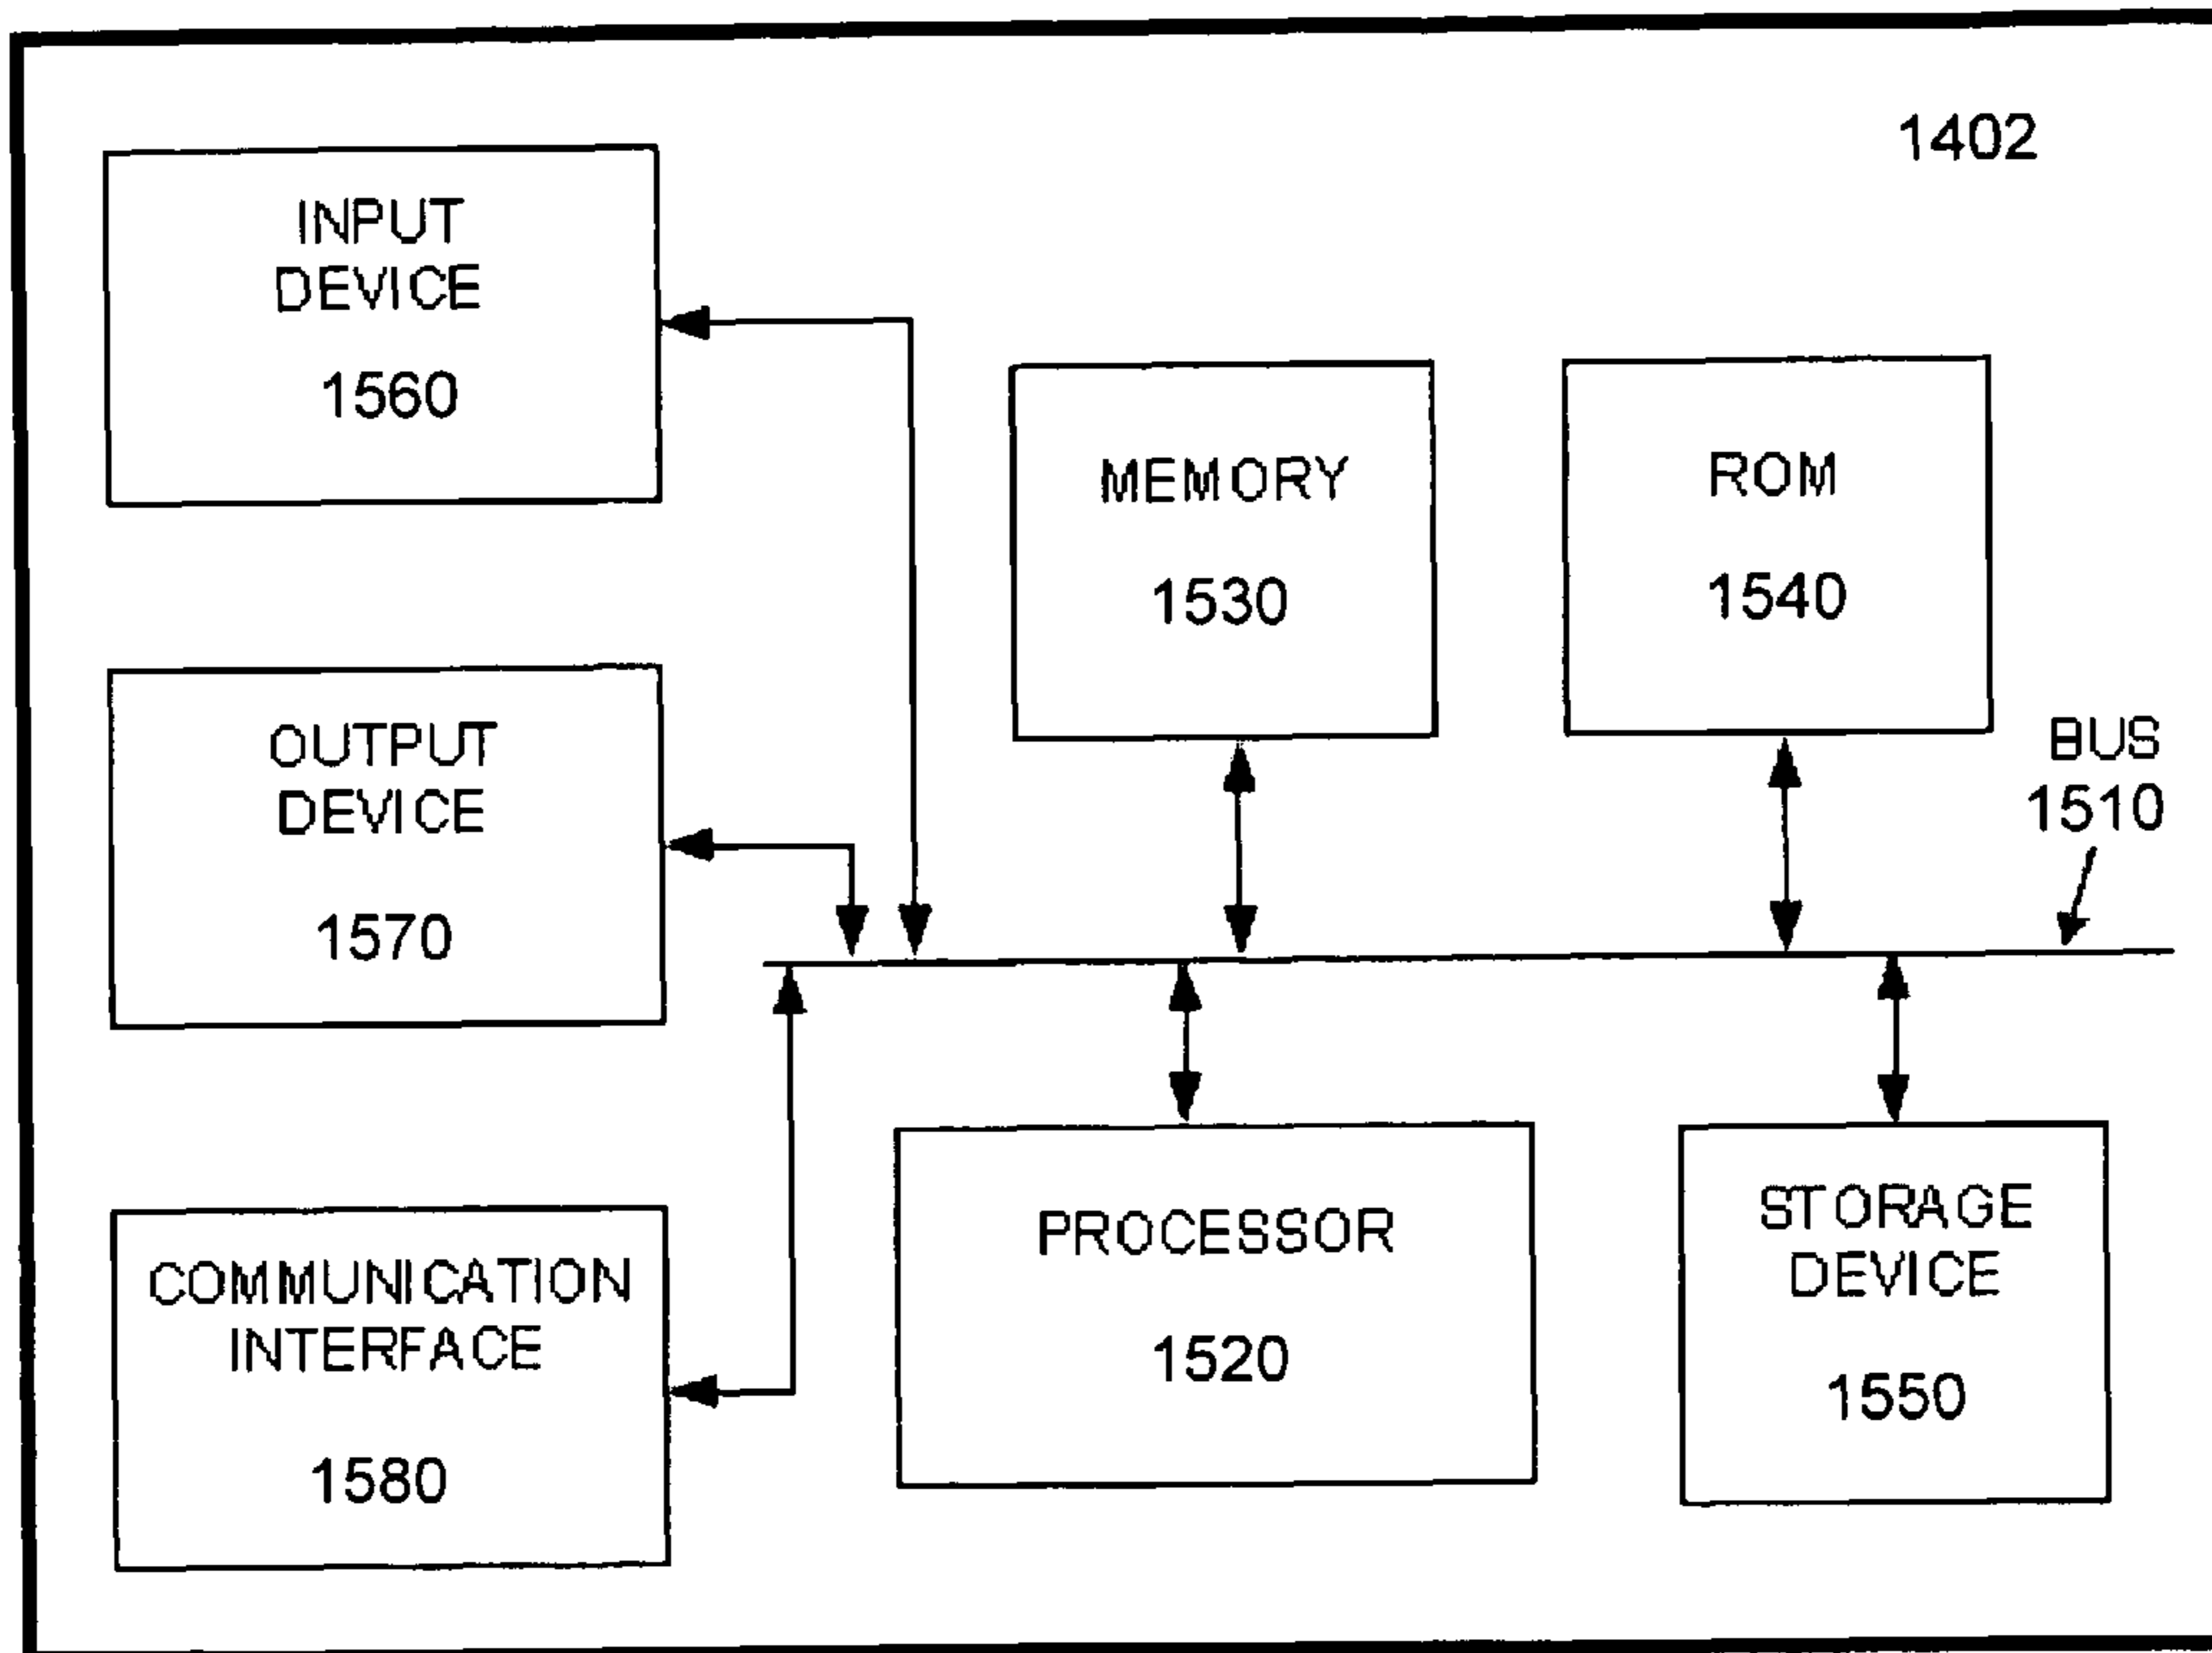 1402
INPUT
DEVICE
1560
MEMORY
1530
ROM
1540
OUTPUT
DEVICE
1570
BUS
1510
COMMUNICATION
INTERFACE
1580
PROCESSOR
1520
STORAGE
DEVICE
1550